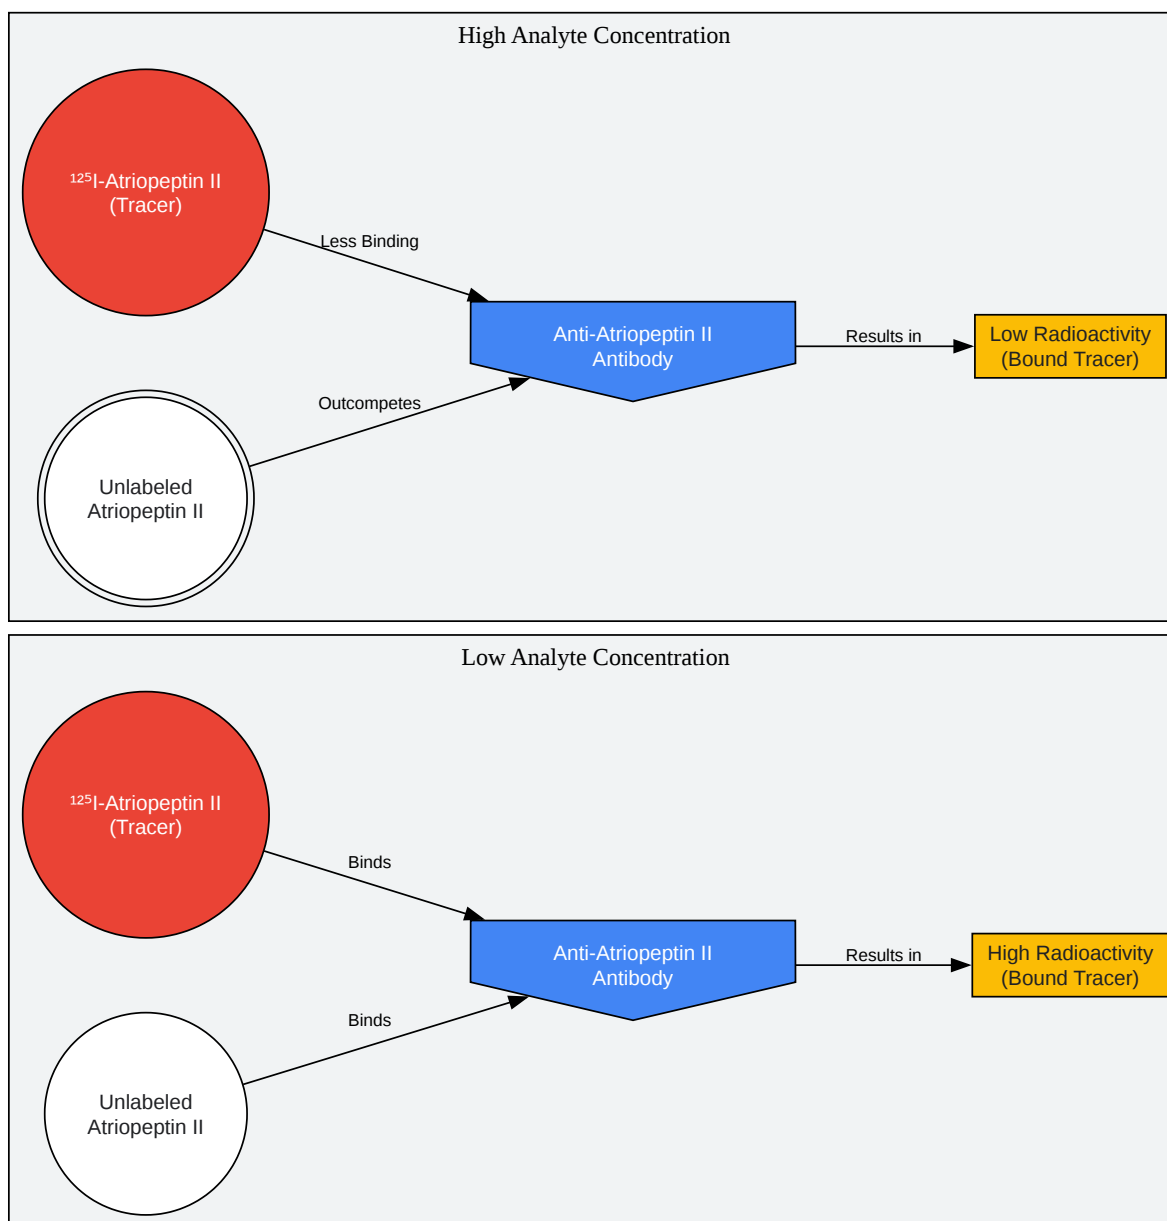 High Analyte Concentration
¹²⁵I-Atriopeptin II
(Tracer)
Less Binding
Anti-Atriopeptin II
Antibody
Results in
Low Radioactivity
(Bound Tracer)
Outcompetes
Unlabeled
Atriopeptin II
Low Analyte Concentration
¹²⁵I-Atriopeptin II
(Tracer)
Binds
Anti-Atriopeptin II
Antibody
Results in
High Radioactivity
(Bound Tracer)
Binds
Unlabeled
Atriopeptin II